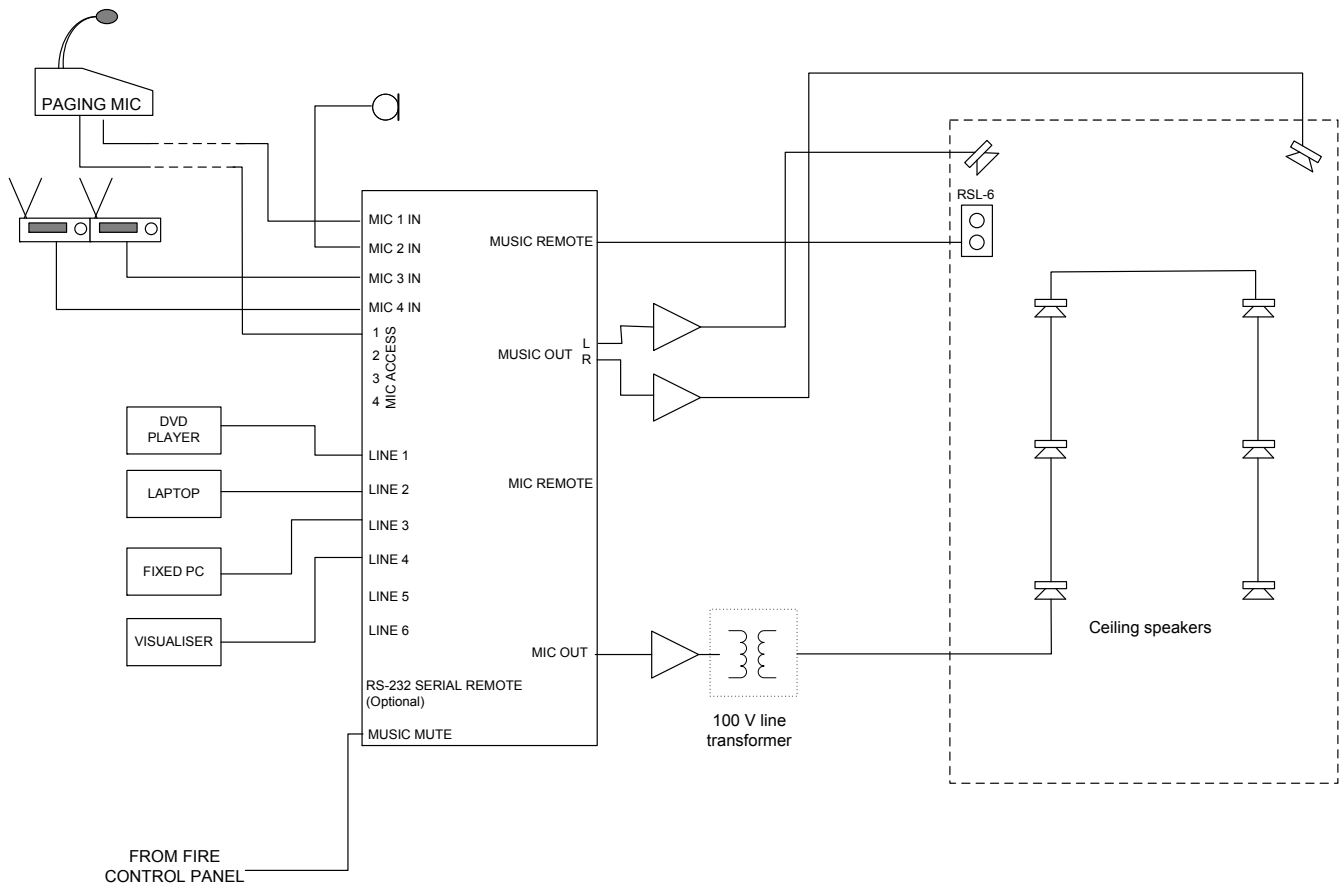 PAGING MIC
MIC 1 IN
MIC 2 IN
MIC 3 IN
MIC 4 IN
1
2
3
4
MIC ACCESS
DVD
PLAYER
LAPTOP
FIXED PC
VISUALISER
LINE 1
LINE 2
LINE 3
LINE 4
LINE 5
LINE 6
RS-232 SERIAL REMOTE
(Optional)
MUSIC MUTE
FROM FIRE
CONTROL PANEL
MUSIC REMOTE
MUSIC OUT
L
R
MIC REMOTE
MIC OUT
100 V line
transformer
RSL-6
Ceiling speakers